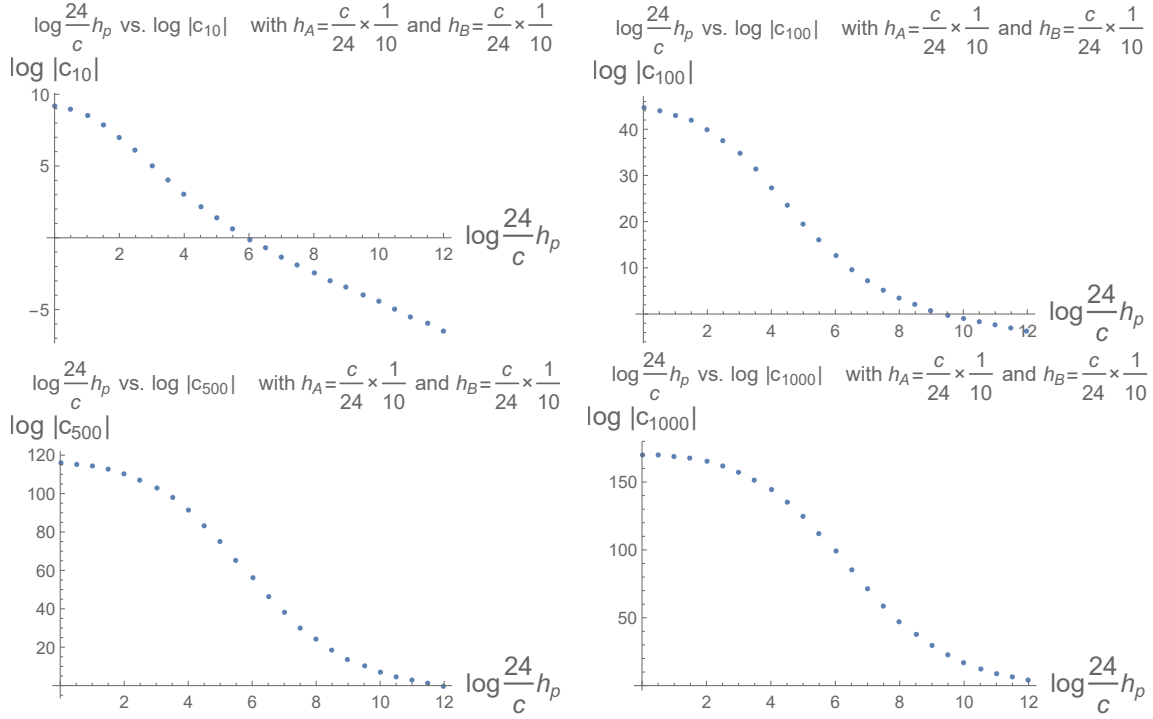 log 24/c h_p vs. log |c_10| with h_A = c/24 × 1/10 and h_B = c/24 × 1/10
log |c_10|
10
5
−5
2 4 6 8 10 12
log 24/c h_p
log 24/c h_p vs. log |c_100| with h_A = c/24 × 1/10 and h_B = c/24 × 1/10
log |c_100|
40
30
20
10
2 4 6 8 10 12
log 24/c h_p
log 24/c h_p vs. log |c_500| with h_A = c/24 × 1/10 and h_B = c/24 × 1/10
log |c_500|
120
100
80
60
40
20
2 4 6 8 10 12
log 24/c h_p
log 24/c h_p vs. log |c_1000| with h_A = c/24 × 1/10 and h_B = c/24 × 1/10
log |c_1000|
150
100
50
2 4 6 8 10 12
log 24/c h_p